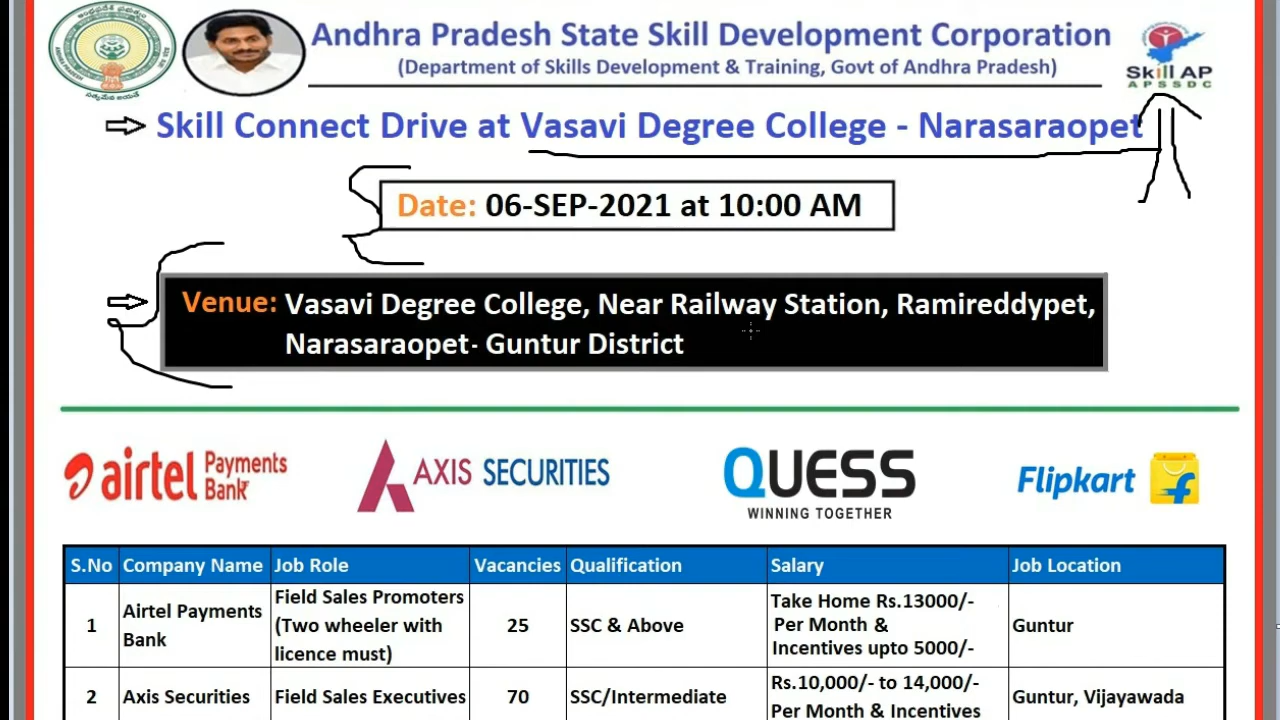 Andhra Pradesh State Skill Development Corporation
(Department of Skills Development & Training, Govt of Andhra Pradesh)
Skill AP
APSSDC
Skill Connect Drive at Vasavi Degree College - Narasaraopet
Date: 06-SEP-2021 at 10:00 AM
Venue: Vasavi Degree College, Near Railway Station, Ramireddypet,
Narasaraopet- Guntur District
airtel Payments Bank
AXIS SECURITIES
QUESS
WINNING TOGETHER
Flipkart
S.No Company Name Job Role Vacancies Qualification Salary Job Location
1 Airtel Payments Bank Field Sales Promoters (Two wheeler with licence must) 25 SSC & Above Take Home Rs.13000/- Per Month & Incentives upto 5000/- Guntur
2 Axis Securities Field Sales Executives 70 SSC/Intermediate Rs.10,000/- to 14,000/- Per Month & Incentives Guntur, Vijayawada